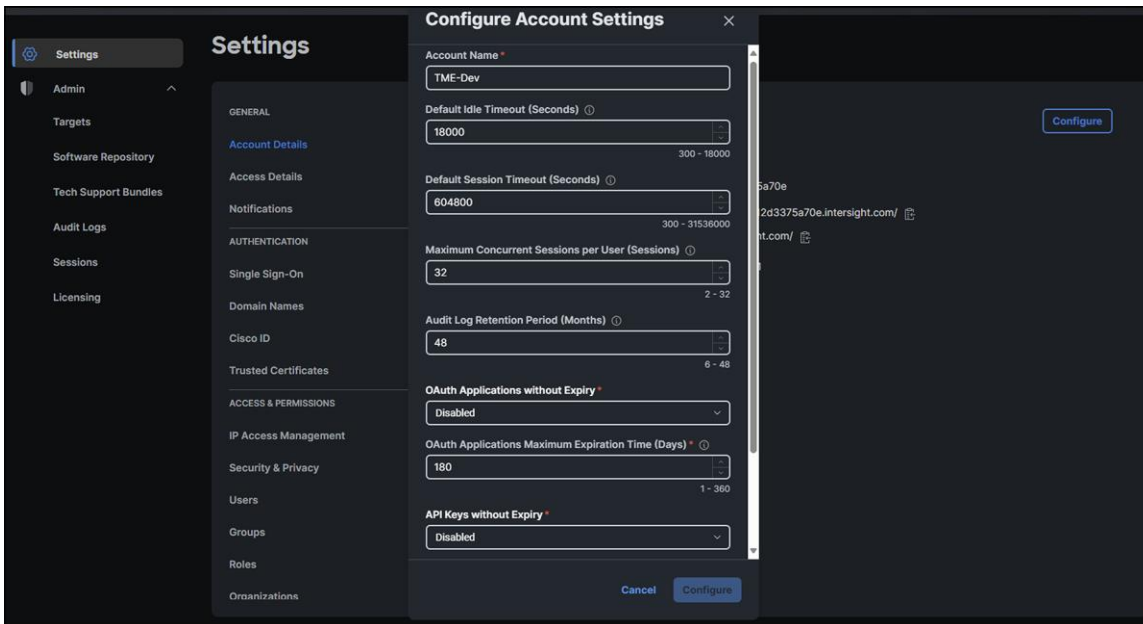 Settings
Admin
Targets
Software Repository
Tech Support Bundles
Audit Logs
Sessions
Licensing
Settings
GENERAL
Account Details
Access Details
Notifications
AUTHENTICATION
Single Sign-On
Domain Names
Cisco ID
Trusted Certificates
ACCESS & PERMISSIONS
IP Access Management
Security & Privacy
Users
Groups
Roles
Organizations
Configure Account Settings
Account Name *
TME-Dev
Default Idle Timeout (Seconds)
18000
300 - 18000
Default Session Timeout (Seconds)
604800
300 - 31536000
Maximum Concurrent Sessions per User (Sessions)
32
2 - 32
Audit Log Retention Period (Months)
48
6 - 48
OAuth Applications without Expiry *
Disabled
OAuth Applications Maximum Expiration Time (Days) *
180
1 - 360
API Keys without Expiry *
Disabled
Cancel
Configure
Configure
5a70e
2d3375a70e.intersight.com/
ht.com/